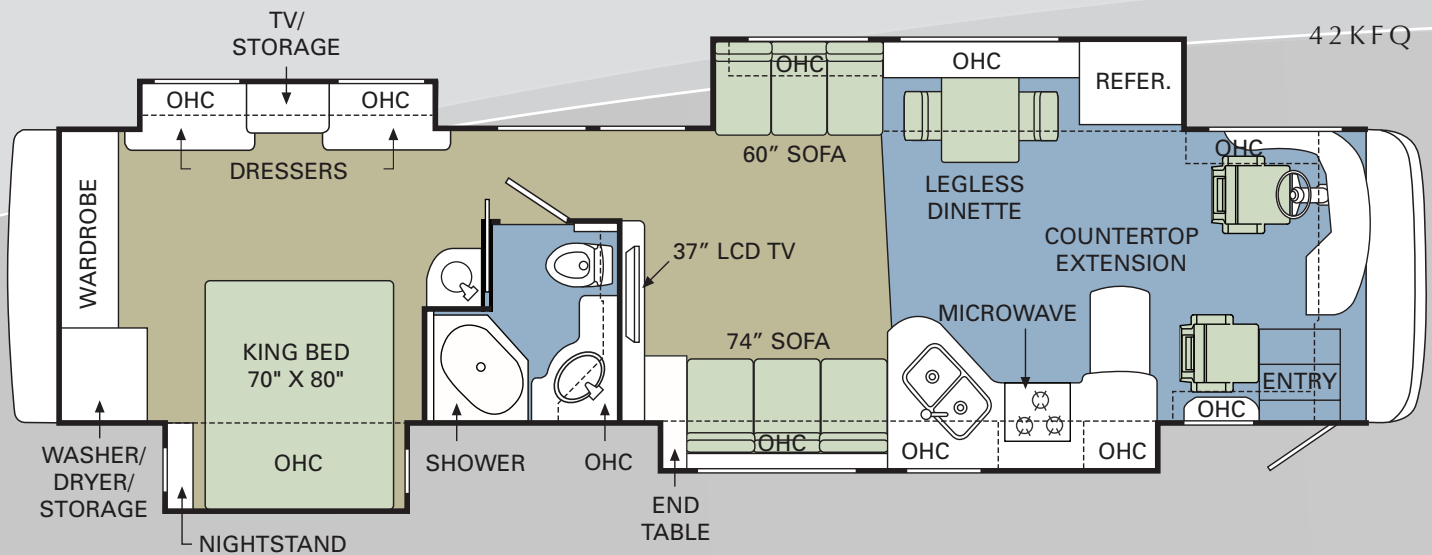 TV/
STORAGE
42KFQ
OHC
OHC
OHC
OHC
REFER.
DRESSERS
60” SOFA
OHC
LEGLESS
DINETTE
WARDROBE
37” LCD TV
COUNTERTOP
EXTENSION
MICROWAVE
KING BED
70" X 80"
74” SOFA
ENTRY
OHC
WASHER/
DRYER/
STORAGE
OHC
SHOWER
OHC
OHC
OHC
OHC
END
TABLE
NIGHTSTAND